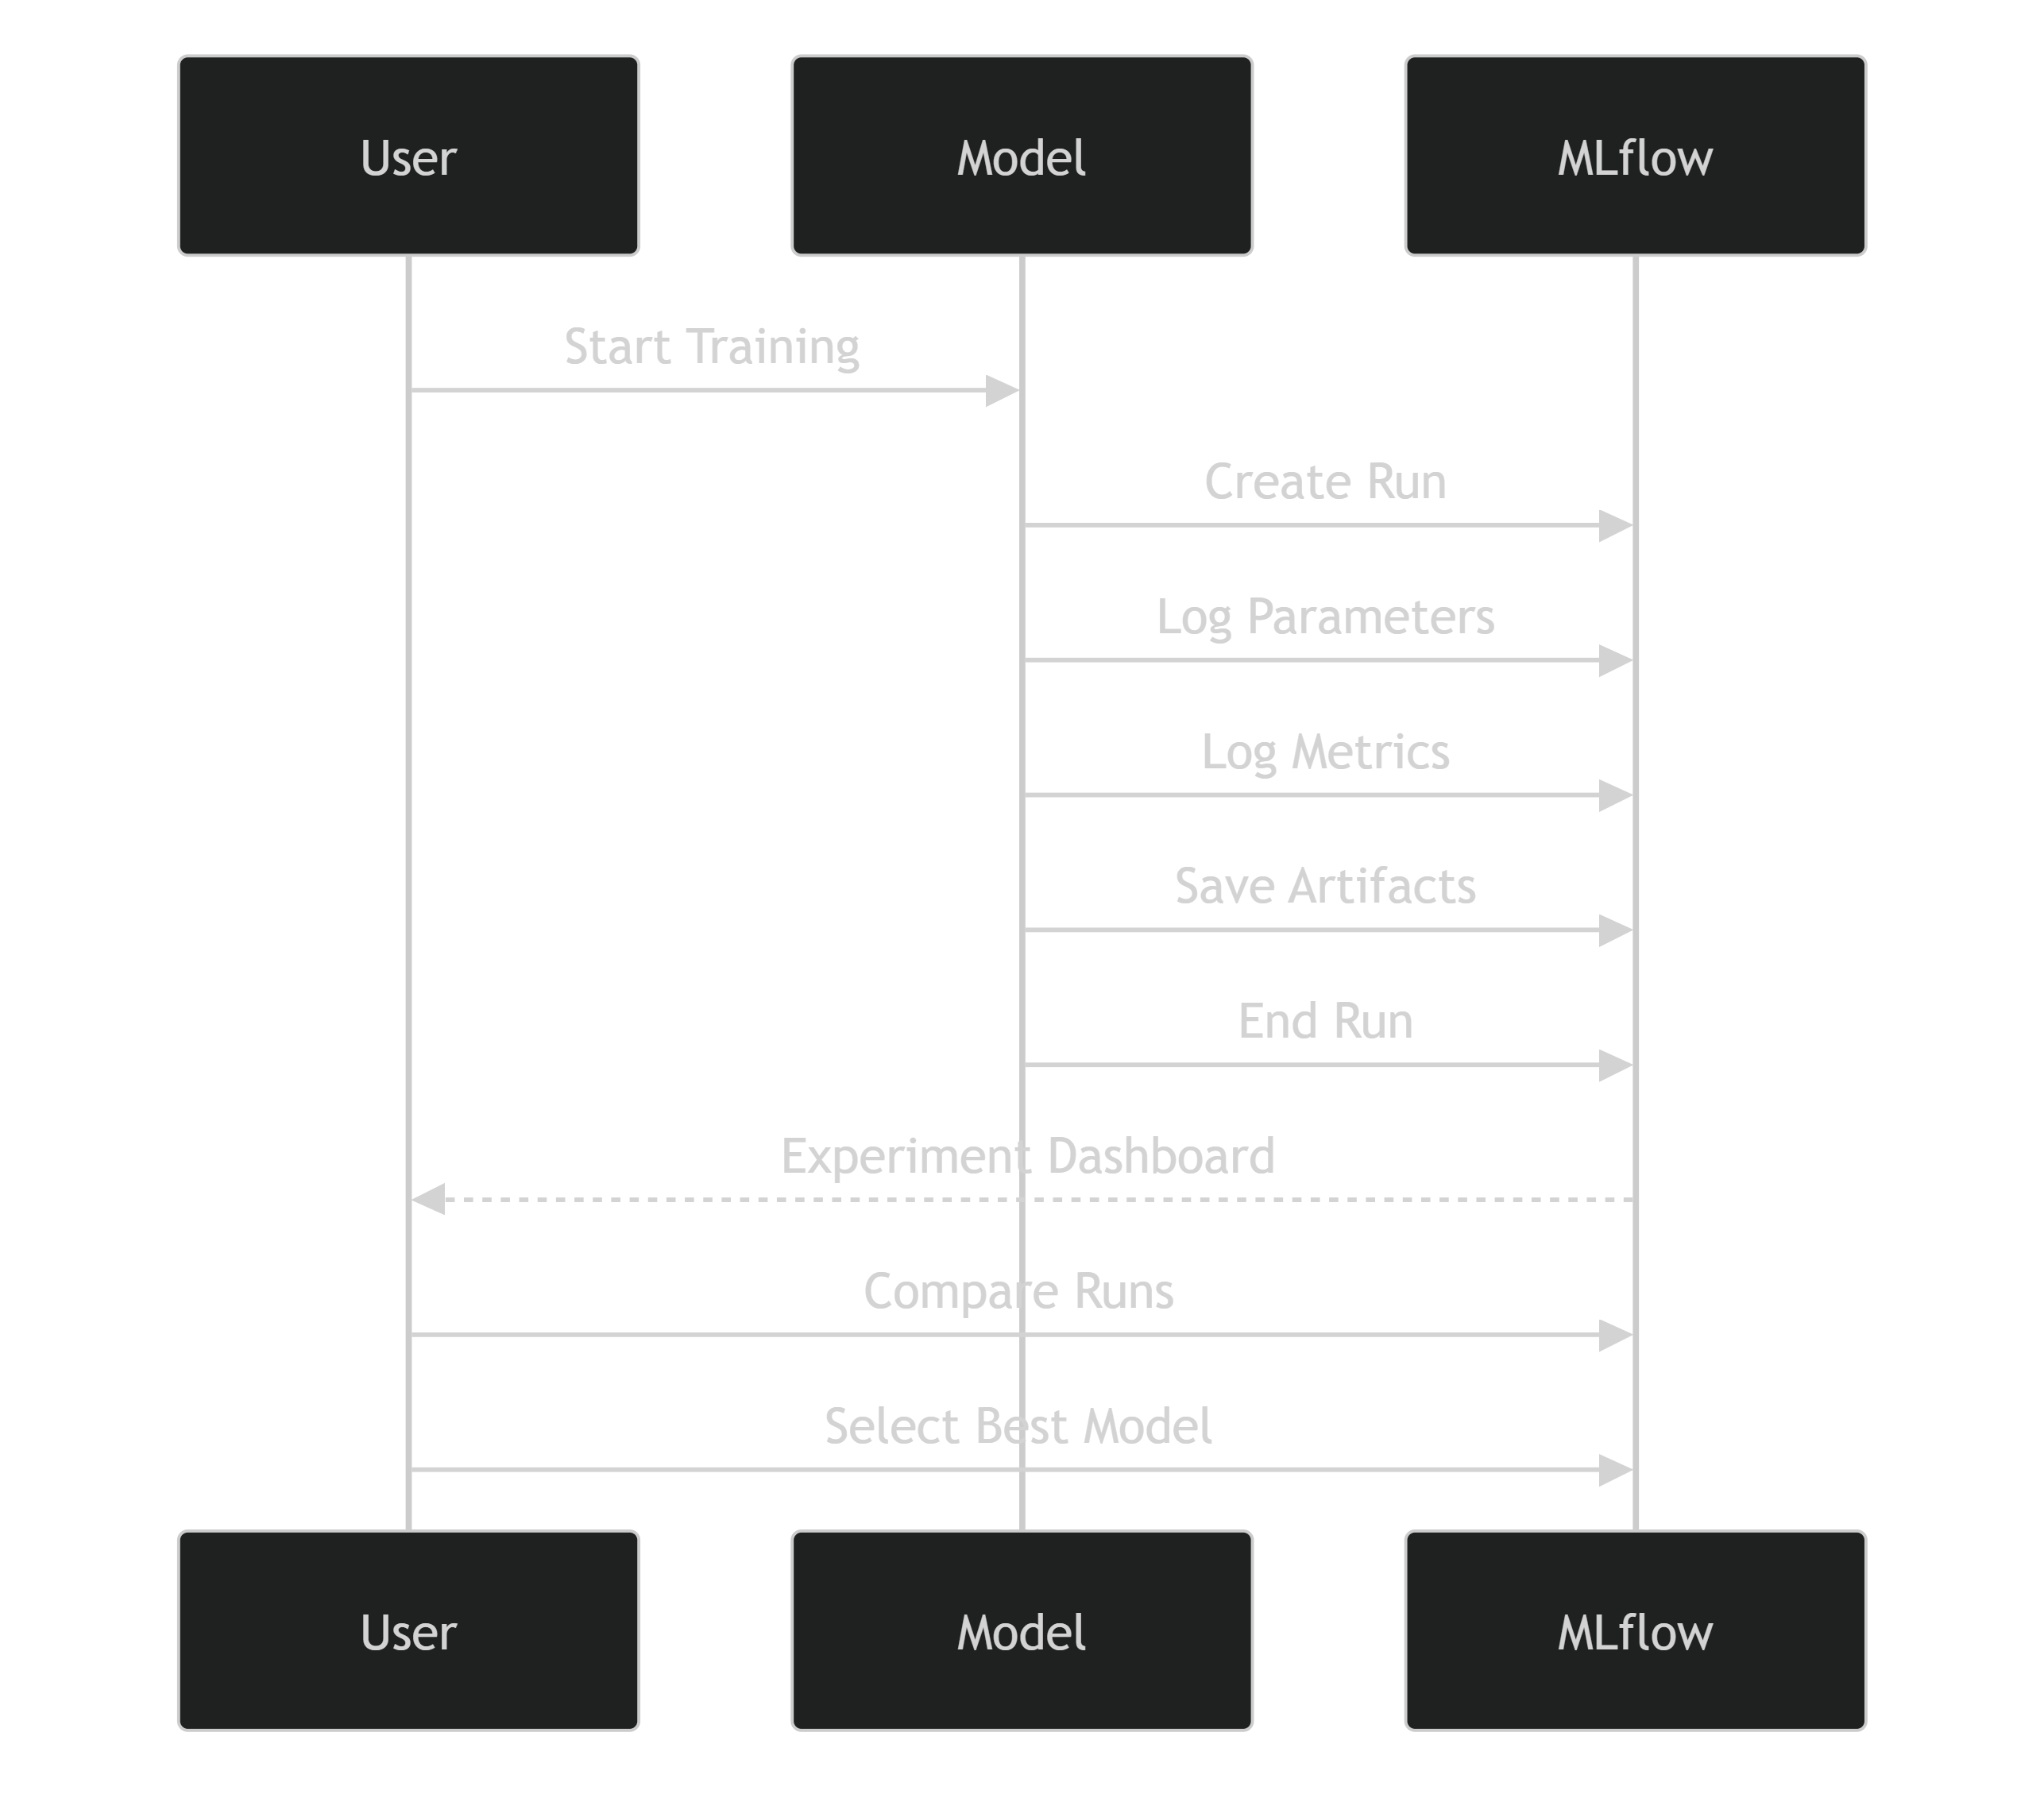 User
Model
MLflow
Start Training
Create Run
Log Parameters
Log Metrics
Save Artifacts
End Run
Experiment Dashboard
Compare Runs
Select Best Model
User
Model
MLflow